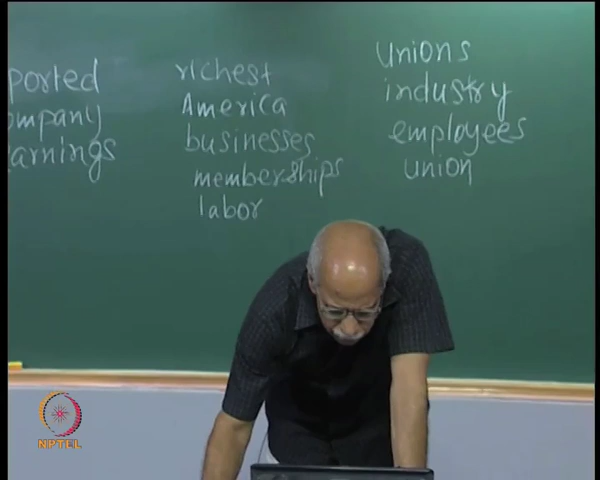 ported
ompany
arnings
richest
America
businesses
memberships
labor
unions
industry
employees
union
NPTEL